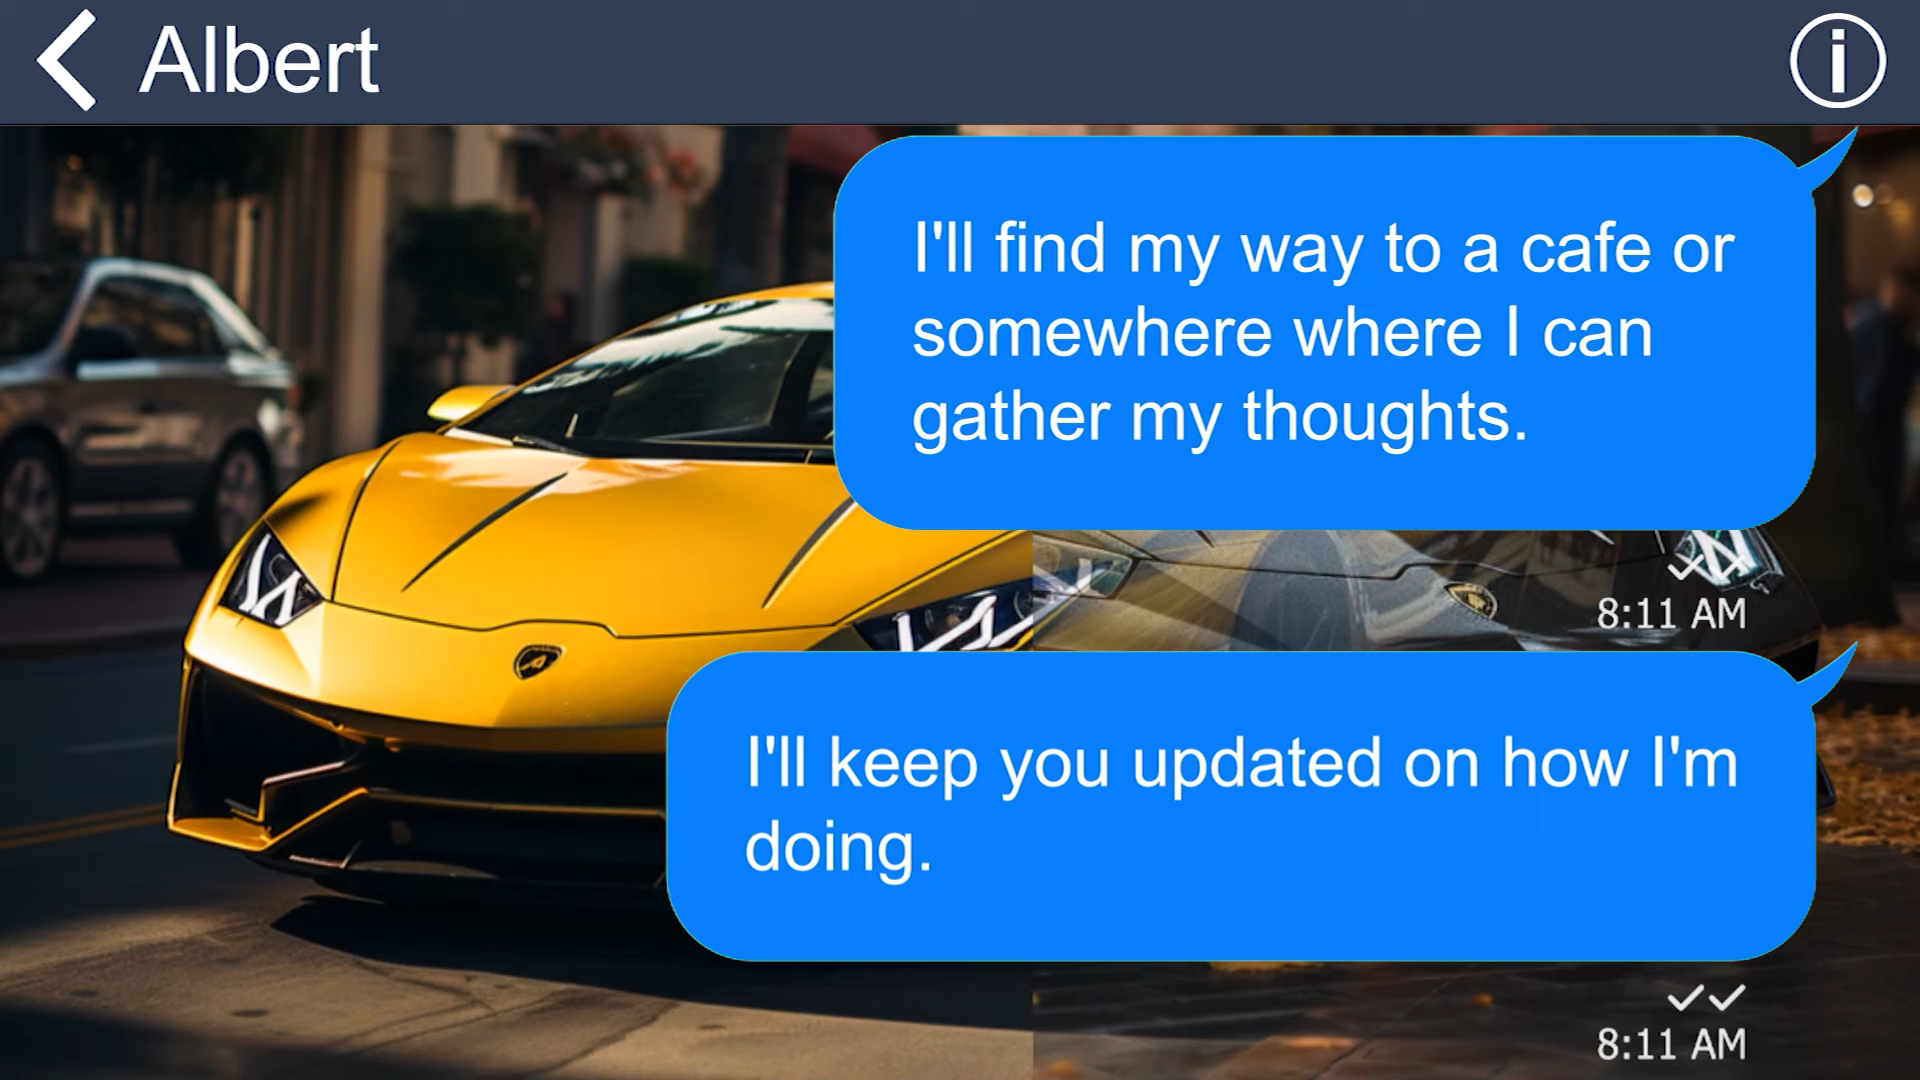 Albert
I'll find my way to a cafe or
somewhere where I can
gather my thoughts.
8:11 AM
I'll keep you updated on how I'm
doing.
8:11 AM